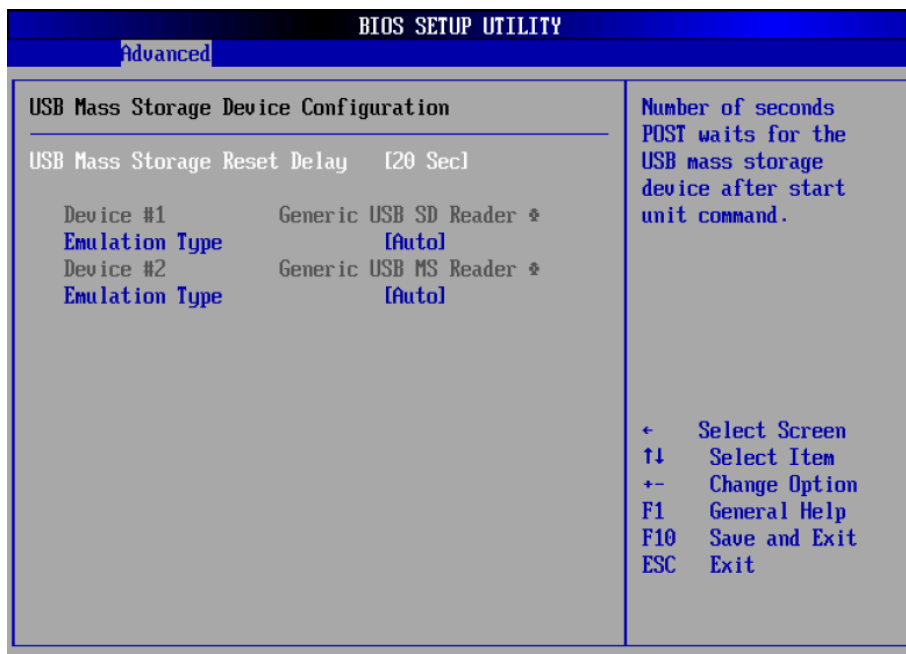 BIOS SETUP UTILITY
Advanced
USB Mass Storage Device Configuration
USB Mass Storage Reset Delay [20 Sec]
Device #1 Generic USB SD Reader Φ
Emulation Type [Auto]
Device #2 Generic USB MS Reader Φ
Emulation Type [Auto]
Number of seconds
POST waits for the
USB mass storage
device after start
unit command.
← Select Screen
↑↓ Select Item
+- Change Option
F1 General Help
F10 Save and Exit
ESC Exit